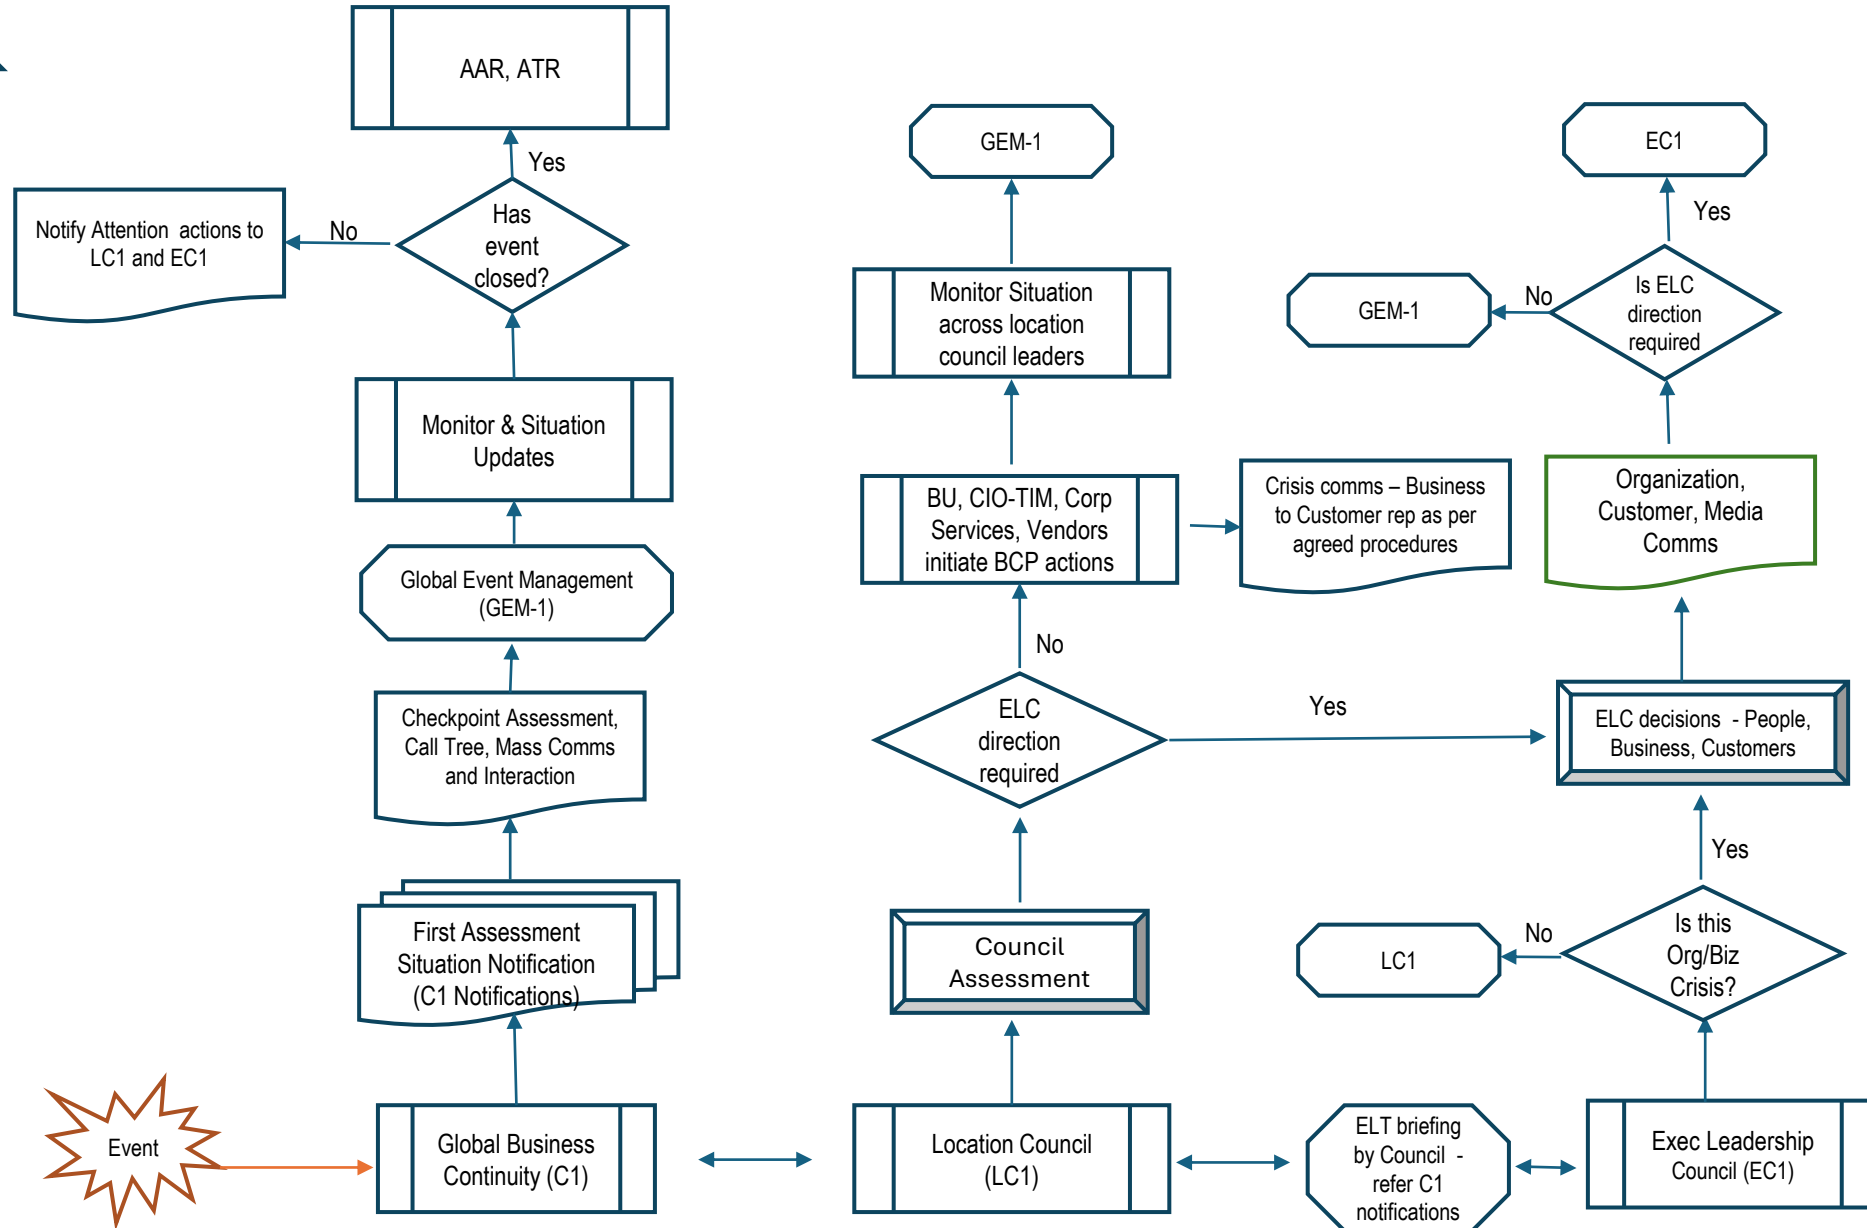 AAR, ATR
Yes
Has
event
closed?
No
Notify Attention actions to
LC1 and EC1
Monitor & Situation
Updates
Global Event Management
(GEM-1)
Checkpoint Assessment,
Call Tree, Mass Comms
and Interaction
First Assessment
Situation Notification
(C1 Notifications)
Event
Global Business
Continuity (C1)
GEM-1
Monitor Situation
across location
council leaders
BU, CIO-TIM, Corp
Services, Vendors
initiate BCP actions
Crisis comms – Business
to Customer rep as per
agreed procedures
No
ELC
direction
required
Yes
Council
Assessment
Location Council
(LC1)
ELT briefing
by Council -
refer C1
notifications
EC1
Yes
Is ELC
direction
required
No
GEM-1
Organization,
Customer, Media
Comms
ELC decisions - People,
Business, Customers
Yes
Is this
Org/Biz
Crisis?
No
LC1
Exec Leadership
Council (EC1)